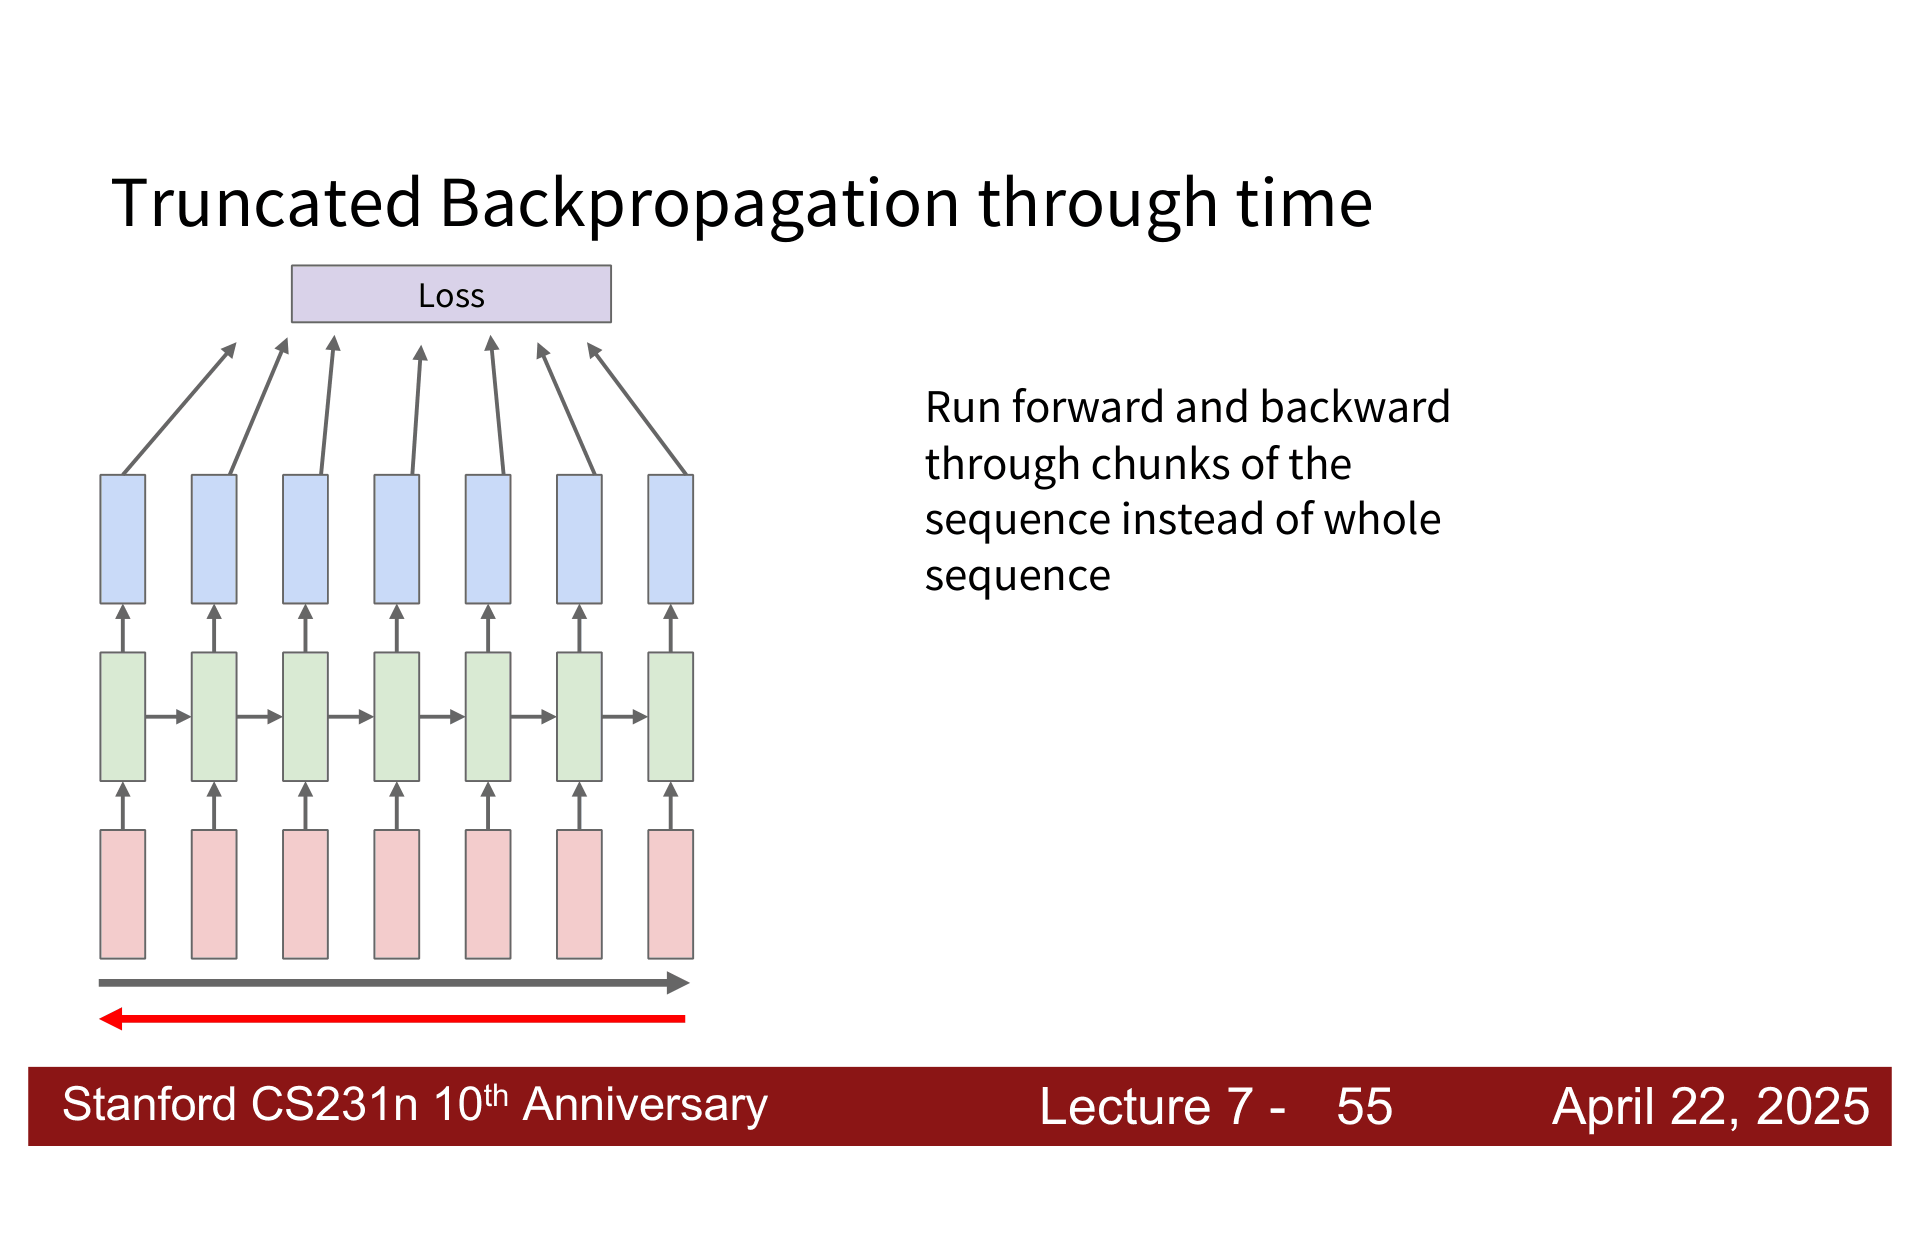 Truncated Backpropagation through time
Loss
Run forward and backward
through chunks of the
sequence instead of whole
sequence
Stanford CS231n 10th Anniversary
Lecture 7 - 55
April 22, 2025